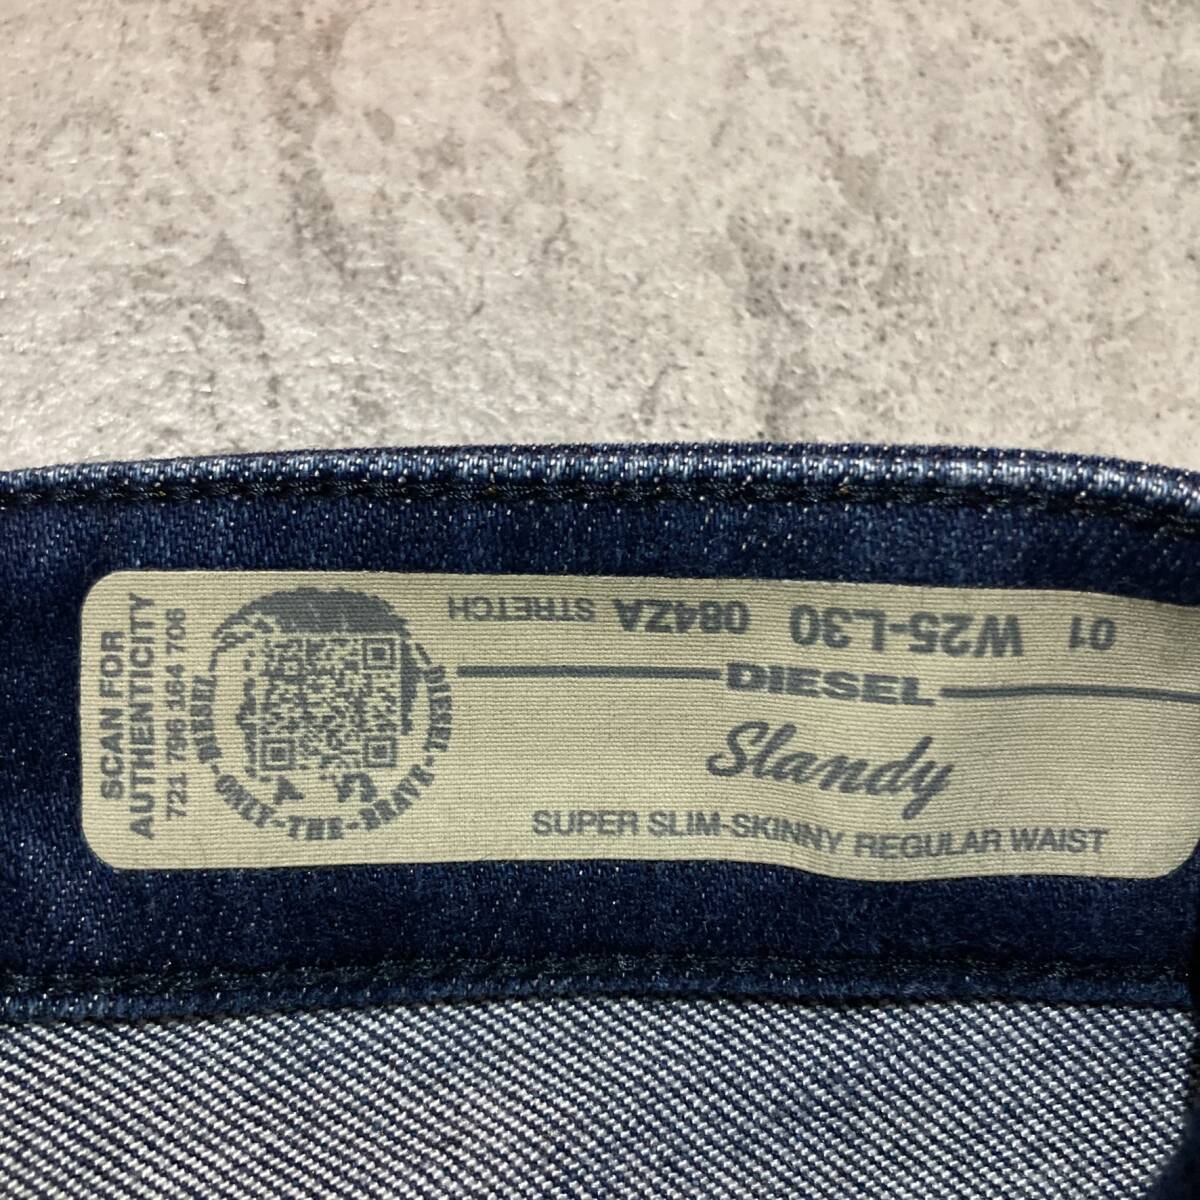 SCAN FOR
AUTHENTICITY
721 796 164 706
DIESEL-ONLY-THE-BRAVE-DIESEL
01 W25-L30 084ZA STRETCH
DIESEL
Slandy
SUPER SLIM-SKINNY REGULAR WAIST